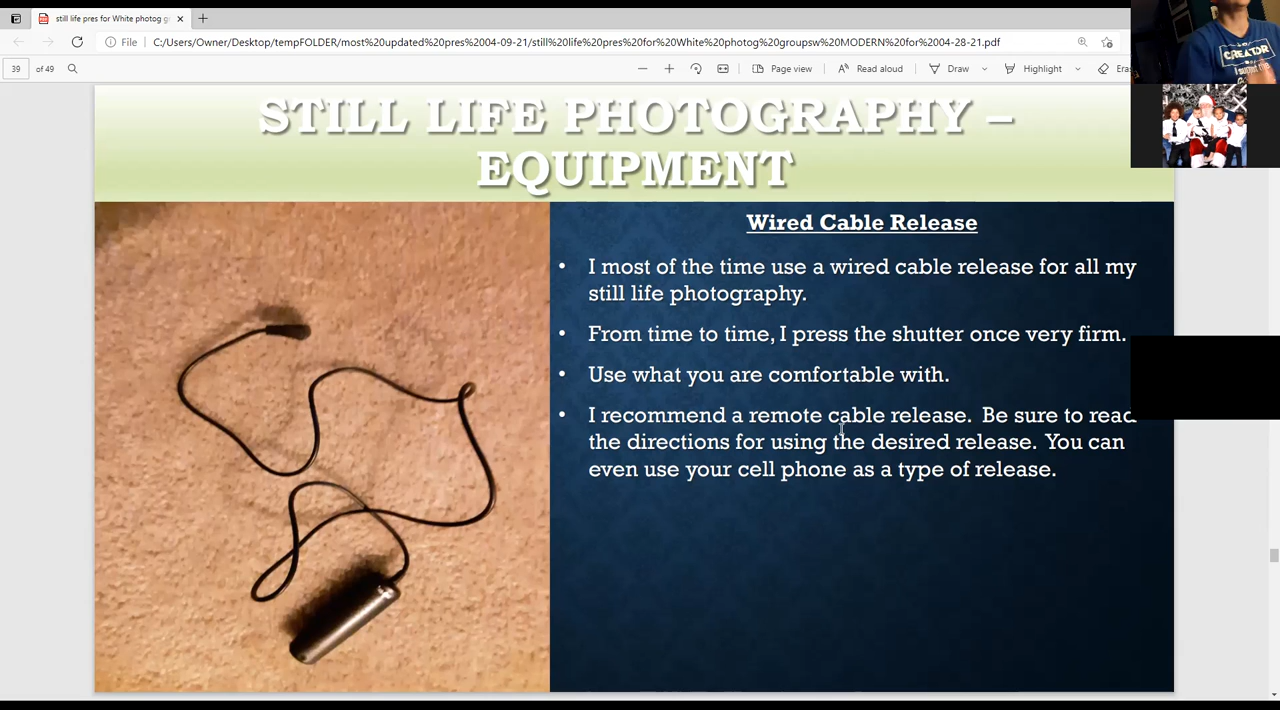 still life pres for White photog g
File
C:/Users/Owner/Desktop/tempFOLDER/most%20updated%20pres%2004-09-21/still%20life%20pres%20for%20White%20photog%20groupsw%20MODERN%20for%2004-28-21.pdf
39 of 49
Page view
Read aloud
Draw
Highlight
Eras
CREATOR
STILL LIFE PHOTOGRAPHY –
EQUIPMENT
Wired Cable Release
• I most of the time use a wired cable release for all my
still life photography.
• From time to time, I press the shutter once very firm.
• Use what you are comfortable with.
• I recommend a remote cable release. Be sure to read
the directions for using the desired release. You can
even use your cell phone as a type of release.